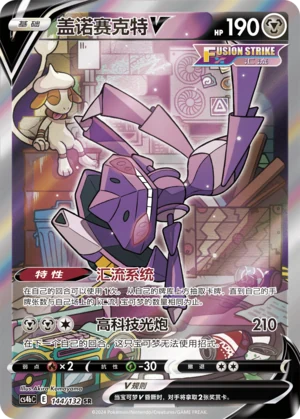 基础 盖诺赛克特V HP 190
FUSION STRIKE
特性 汇流系统
在自己的回合可以使用1次。从自己的牌库上方抽取卡牌，直到自己的手
牌张数与场上的[汇流]宝可梦的数量相同为止。
高科技光炮 210
在下一个自己的回合，这只宝可梦无法使用招式。
Illus. Akira Komayama
弱点 ×2 抵抗力 -30 撤退
cs4bC E 144/132 SR
V规则
当宝可梦V昏厥时，对手将拿取2张奖赏卡。